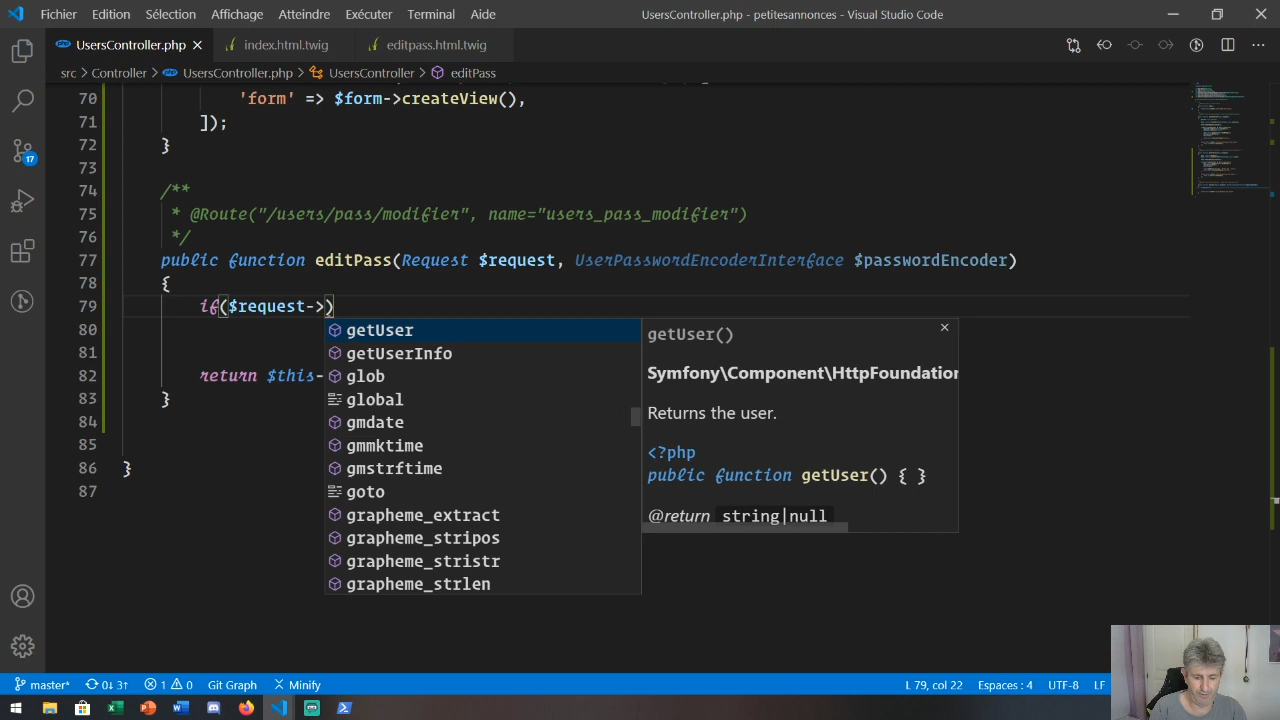 Fichier Edition Sélection Affichage Atteindre Exécuter Terminal Aide
UsersController.php - petitesannonces - Visual Studio Code
UsersController.php
index.html.twig
editpass.html.twig
src > Controller > UsersController.php > UsersController > editPass
70 'form' => $form->createView(),
71 ]);
72 }
73
74 /**
75 * @Route("/users/pass/modifier", name="users_pass_modifier")
76 */
77 public function editPass(Request $request, UserPasswordEncoderInterface $passwordEncoder)
78 {
79 if($request->)
80
81
82 return $this-
83 }
84
85
86 }
87
getUser
getUserInfo
glob
global
gmdate
gmmktime
gmstrftime
goto
grapheme_extract
grapheme_stripos
grapheme_stristr
grapheme_strlen
getUser()
Symfony\Component\HttpFoundation
Returns the user.
<?php
public function getUser() { }
@return string|null
17
master* 0↓ 3↑ 1 0 Git Graph Minify
L 79, col 22 Espaces : 4 UTF-8 LF